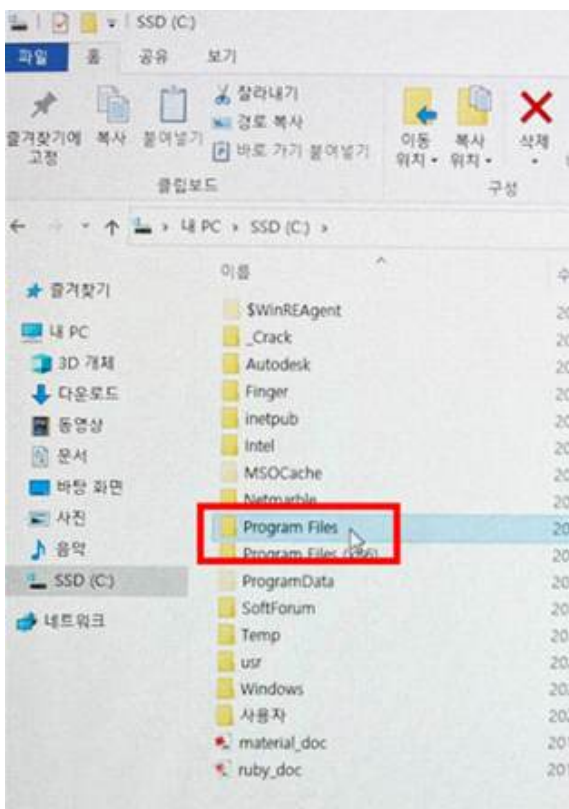 SSD (C:)
파일 홈 공유 보기
잘라내기
경로 복사
바로 가기 붙여넣기
즐겨찾기에 고정
복사
붙여넣기
이동 위치
복사 위치
삭제
클립보드
구성
내 PC › SSD (C:) ›
이름
수
즐겨찾기
내 PC
3D 개체
다운로드
동영상
문서
바탕 화면
사진
음악
SSD (C:)
네트워크
$WinREAgent
_Crack
Autodesk
Finger
inetpub
Intel
MSOCache
Netmarble
Program Files
Program Files (x86)
ProgramData
SoftForum
Temp
usr
Windows
사용자
material_doc
ruby_doc